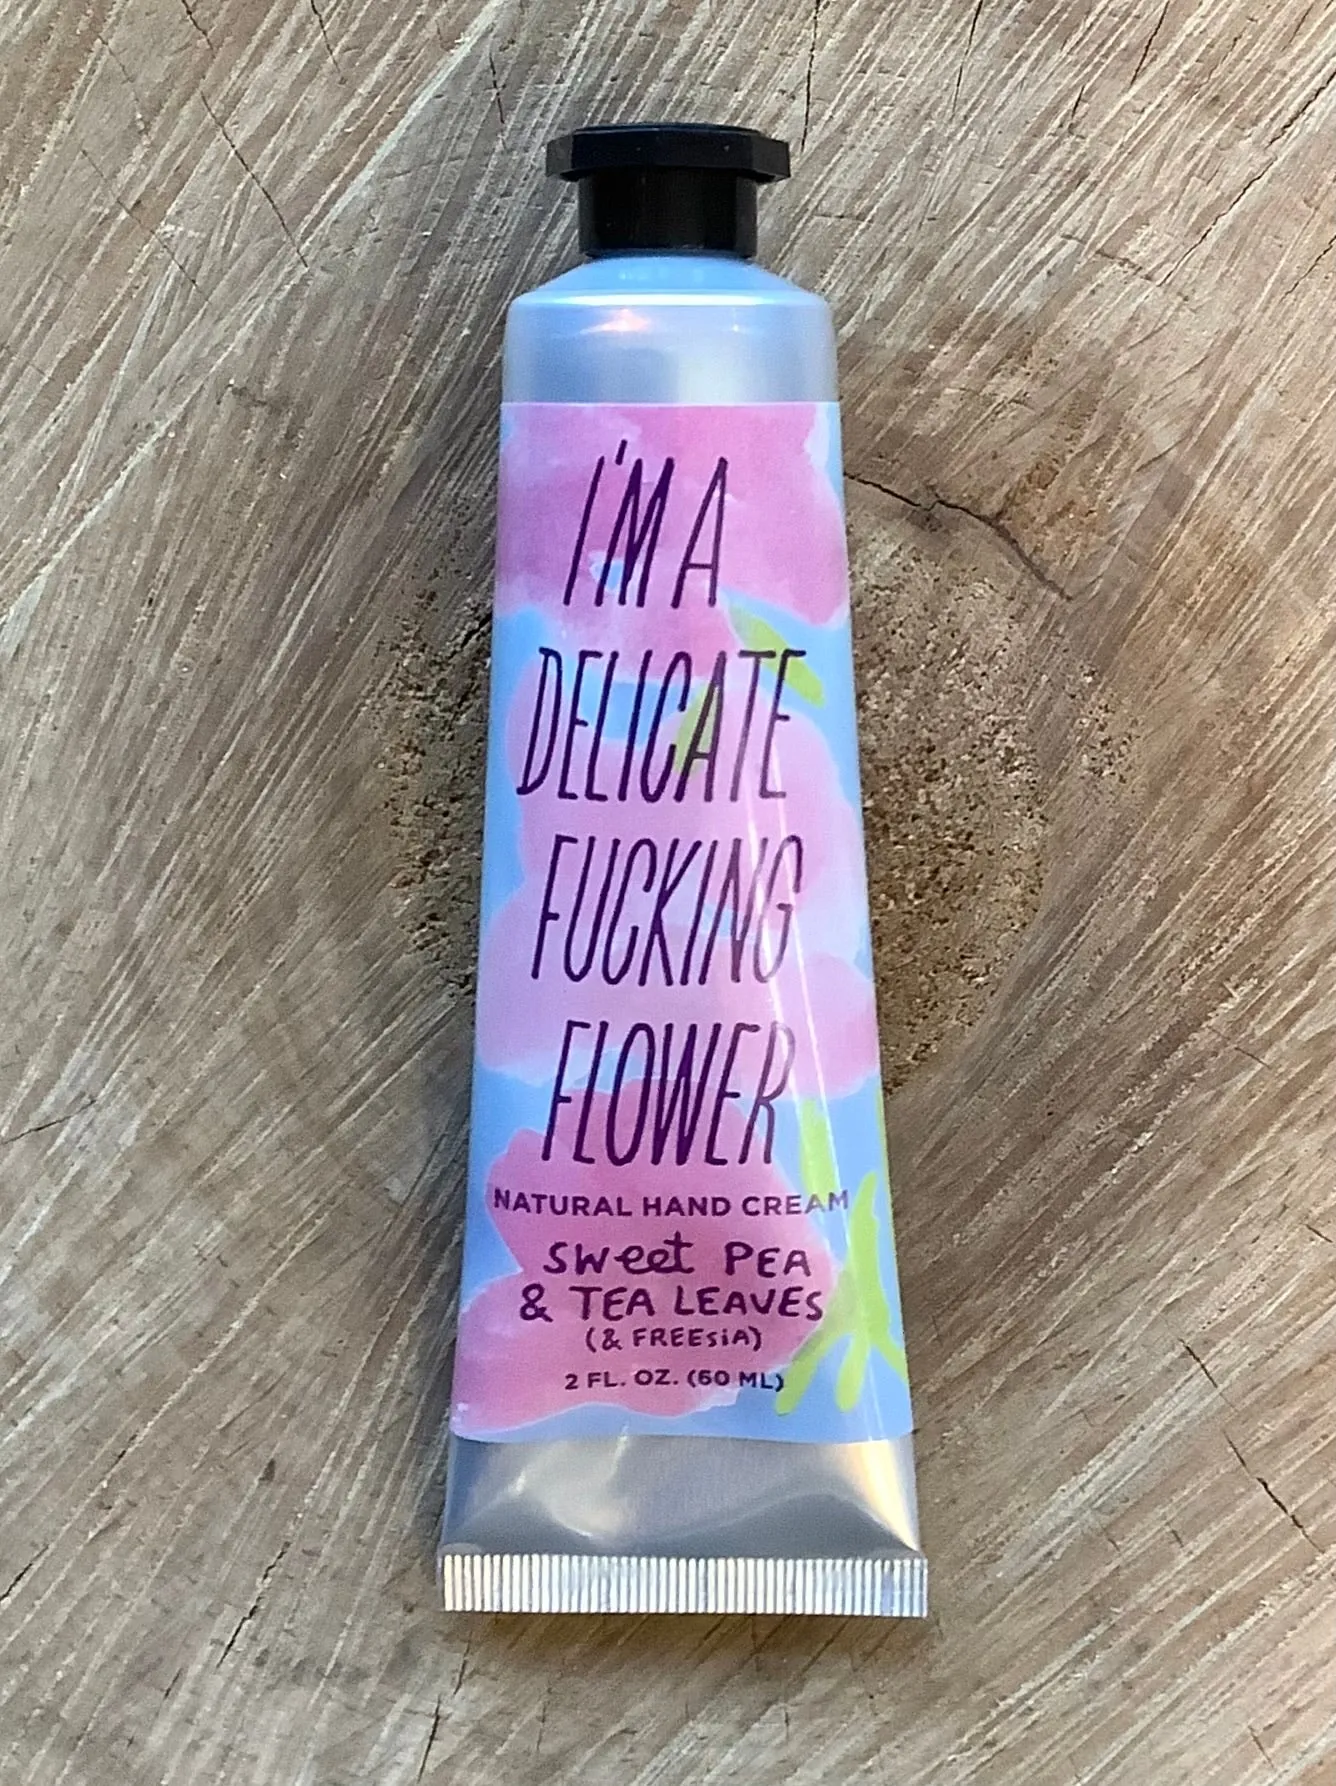 I'M A
DELICATE
FUCKING
FLOWER
NATURAL HAND CREAM
Sweet PEA
& TEA LEAVES
(& FREESiA)
2 FL. OZ. (60 ML)